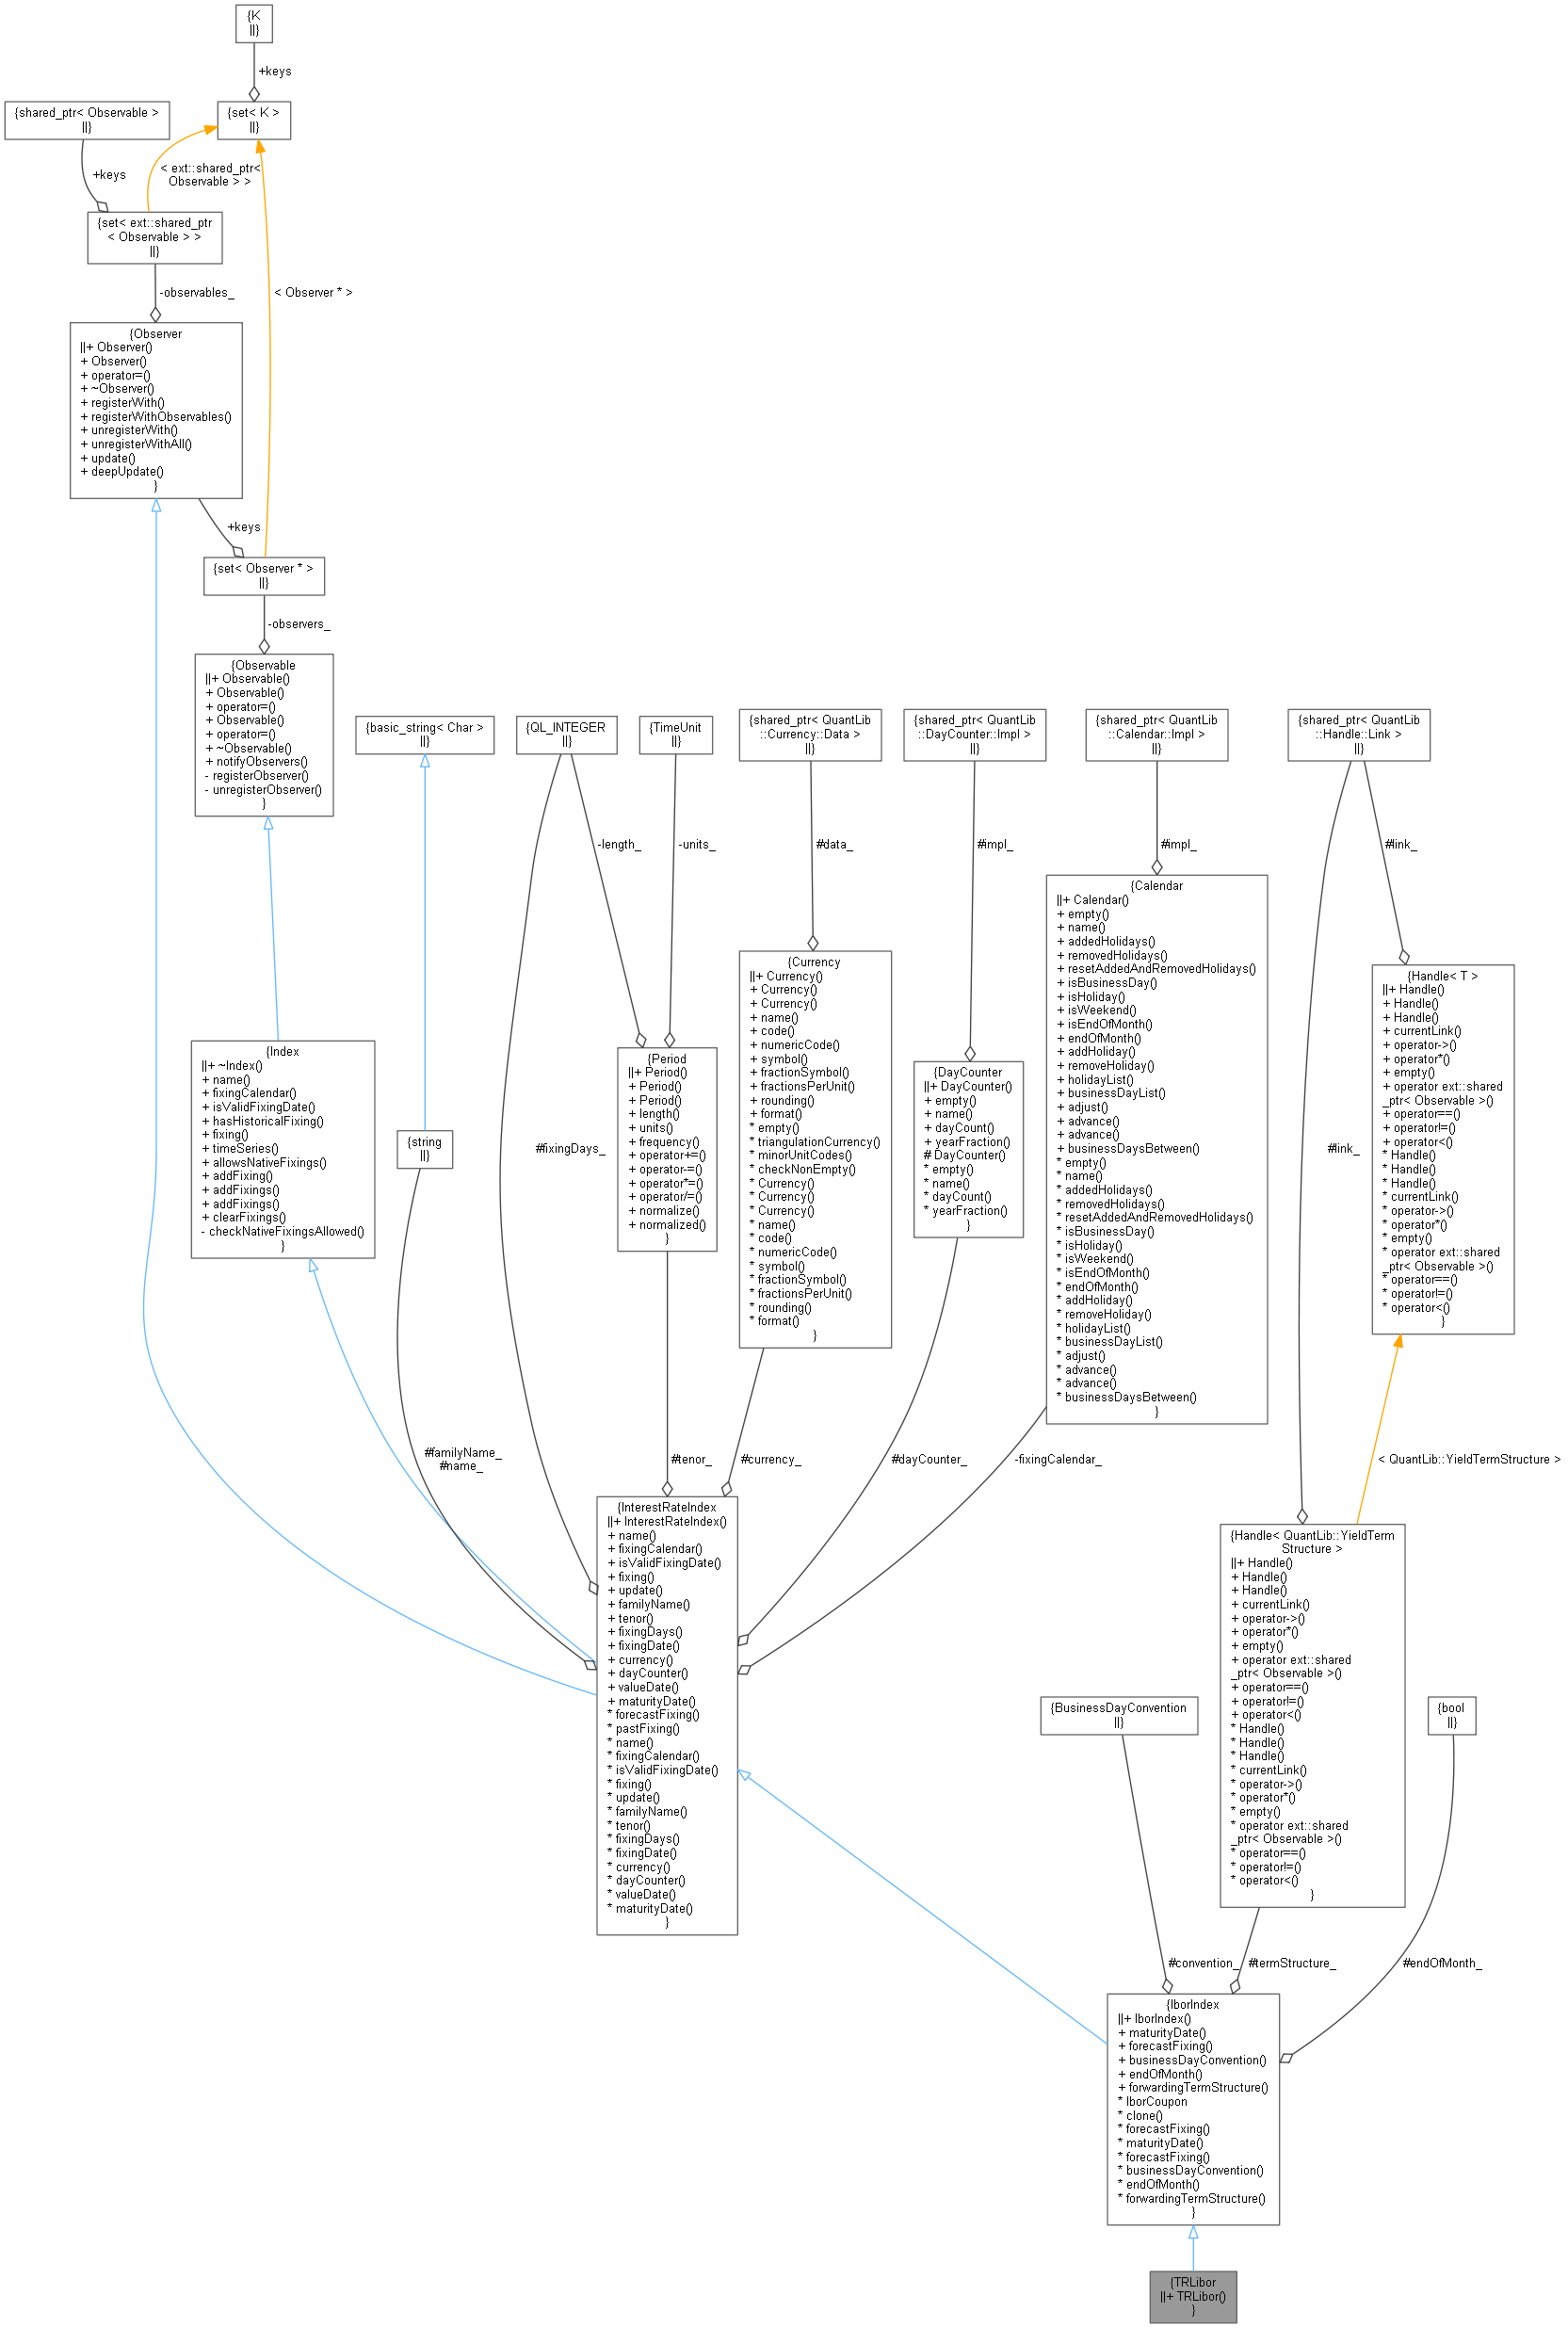 {K
||}
+keys
{shared_ptr< Observable >
||}
{set< K >
||}
+keys
< ext::shared_ptr<
Observable > >
{set< ext::shared_ptr
< Observable > >
||}
-observables_
< Observer * >
{Observer
||+ Observer()
+ Observer()
+ operator=()
+ ~Observer()
+ registerWith()
+ registerWithObservables()
+ unregisterWith()
+ unregisterWithAll()
+ update()
+ deepUpdate()
}
+keys
{set< Observer * >
||}
-observers_
{Observable
||+ Observable()
+ Observable()
+ operator=()
+ Observable()
+ operator=()
+ ~Observable()
+ notifyObservers()
- registerObserver()
- unregisterObserver()
}
{basic_string< Char >
||}
{QL_INTEGER
||}
{TimeUnit
||}
{shared_ptr< QuantLib
::Currency::Data >
||}
{shared_ptr< QuantLib
::DayCounter::Impl >
||}
{shared_ptr< QuantLib
::Calendar::Impl >
||}
{shared_ptr< QuantLib
::Handle::Link >
||}
-length_
-units_
#data_
#impl_
#impl_
#link_
{Index
||+ ~Index()
+ name()
+ fixingCalendar()
+ isValidFixingDate()
+ hasHistoricalFixing()
+ fixing()
+ timeSeries()
+ allowsNativeFixings()
+ addFixing()
+ addFixings()
+ addFixings()
+ clearFixings()
- checkNativeFixingsAllowed()
}
{string
||}
#fixingDays_
{Period
||+ Period()
+ Period()
+ Period()
+ length()
+ units()
+ frequency()
+ operator+=()
+ operator-=()
+ operator*=()
+ operator/=()
+ normalize()
+ normalized()
}
{Currency
||+ Currency()
+ Currency()
+ Currency()
+ name()
+ code()
+ numericCode()
+ symbol()
+ fractionSymbol()
+ fractionsPerUnit()
+ rounding()
+ format()
* empty()
* triangulationCurrency()
* minorUnitCodes()
* checkNonEmpty()
* Currency()
* Currency()
* Currency()
* name()
* code()
* numericCode()
* symbol()
* fractionSymbol()
* fractionsPerUnit()
* rounding()
* format()
}
{DayCounter
||+ DayCounter()
+ empty()
+ name()
+ dayCount()
+ yearFraction()
# DayCounter()
* empty()
* name()
* dayCount()
* yearFraction()
}
{Calendar
||+ Calendar()
+ empty()
+ name()
+ addedHolidays()
+ removedHolidays()
+ resetAddedAndRemovedHolidays()
+ isBusinessDay()
+ isHoliday()
+ isWeekend()
+ isEndOfMonth()
+ endOfMonth()
+ addHoliday()
+ removeHoliday()
+ holidayList()
+ businessDayList()
+ adjust()
+ advance()
+ advance()
+ businessDaysBetween()
* empty()
* name()
* addedHolidays()
* removedHolidays()
* resetAddedAndRemovedHolidays()
* isBusinessDay()
* isHoliday()
* isWeekend()
* isEndOfMonth()
* endOfMonth()
* addHoliday()
* removeHoliday()
* holidayList()
* businessDayList()
* adjust()
* advance()
* advance()
* businessDaysBetween()
}
#link_
{Handle< T >
||+ Handle()
+ Handle()
+ Handle()
+ currentLink()
+ operator->()
+ operator*()
+ empty()
+ operator ext::shared
_ptr< Observable >()
+ operator==()
+ operator!=()
+ operator<()
* Handle()
* Handle()
* Handle()
* currentLink()
* operator->()
* operator*()
* empty()
* operator ext::shared
_ptr< Observable >()
* operator==()
* operator!=()
* operator<()
}
#familyName_
#name_
#tenor_
#currency_
#dayCounter_
-fixingCalendar_
< QuantLib::YieldTermStructure >
{InterestRateIndex
||+ InterestRateIndex()
+ name()
+ fixingCalendar()
+ isValidFixingDate()
+ fixing()
+ update()
+ familyName()
+ tenor()
+ fixingDays()
+ fixingDate()
+ currency()
+ dayCounter()
+ valueDate()
+ maturityDate()
* forecastFixing()
* pastFixing()
* name()
* fixingCalendar()
* isValidFixingDate()
* fixing()
* update()
* familyName()
* tenor()
* fixingDays()
* fixingDate()
* currency()
* dayCounter()
* valueDate()
* maturityDate()
}
{BusinessDayConvention
||}
{Handle< QuantLib::YieldTerm
Structure >
||+ Handle()
+ Handle()
+ Handle()
+ currentLink()
+ operator->()
+ operator*()
+ empty()
+ operator ext::shared
_ptr< Observable >()
+ operator==()
+ operator!=()
+ operator<()
* Handle()
* Handle()
* Handle()
* currentLink()
* operator->()
* operator*()
* empty()
* operator ext::shared
_ptr< Observable >()
* operator==()
* operator!=()
* operator<()
}
{bool
||}
#convention_
#termStructure_
#endOfMonth_
{IborIndex
||+ IborIndex()
+ maturityDate()
+ forecastFixing()
+ businessDayConvention()
+ endOfMonth()
+ forwardingTermStructure()
* IborCoupon
* clone()
* forecastFixing()
* maturityDate()
* forecastFixing()
* businessDayConvention()
* endOfMonth()
* forwardingTermStructure()
}
{TRLibor
||+ TRLibor()
}